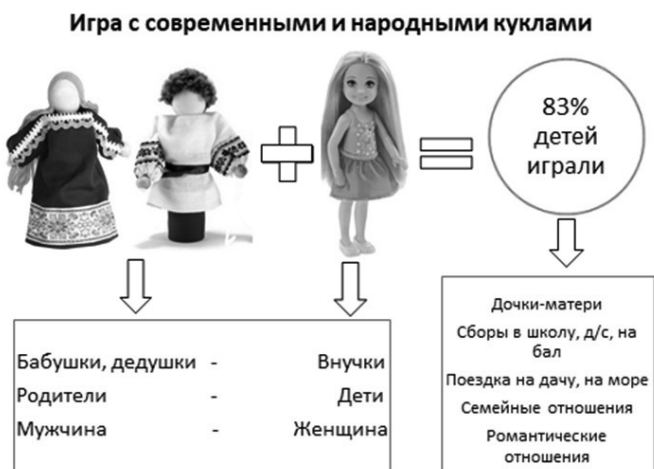 Игра с современными и народными куклами
83%
детей
играли
Бабушки, дедушки - Внучки
Родители - Дети
Мужчина - Женщина
Дочки-матери
Сборы в школу, д/с, на
бал
Поездка на дачу, на море
Семейные отношения
Романтические
отношения